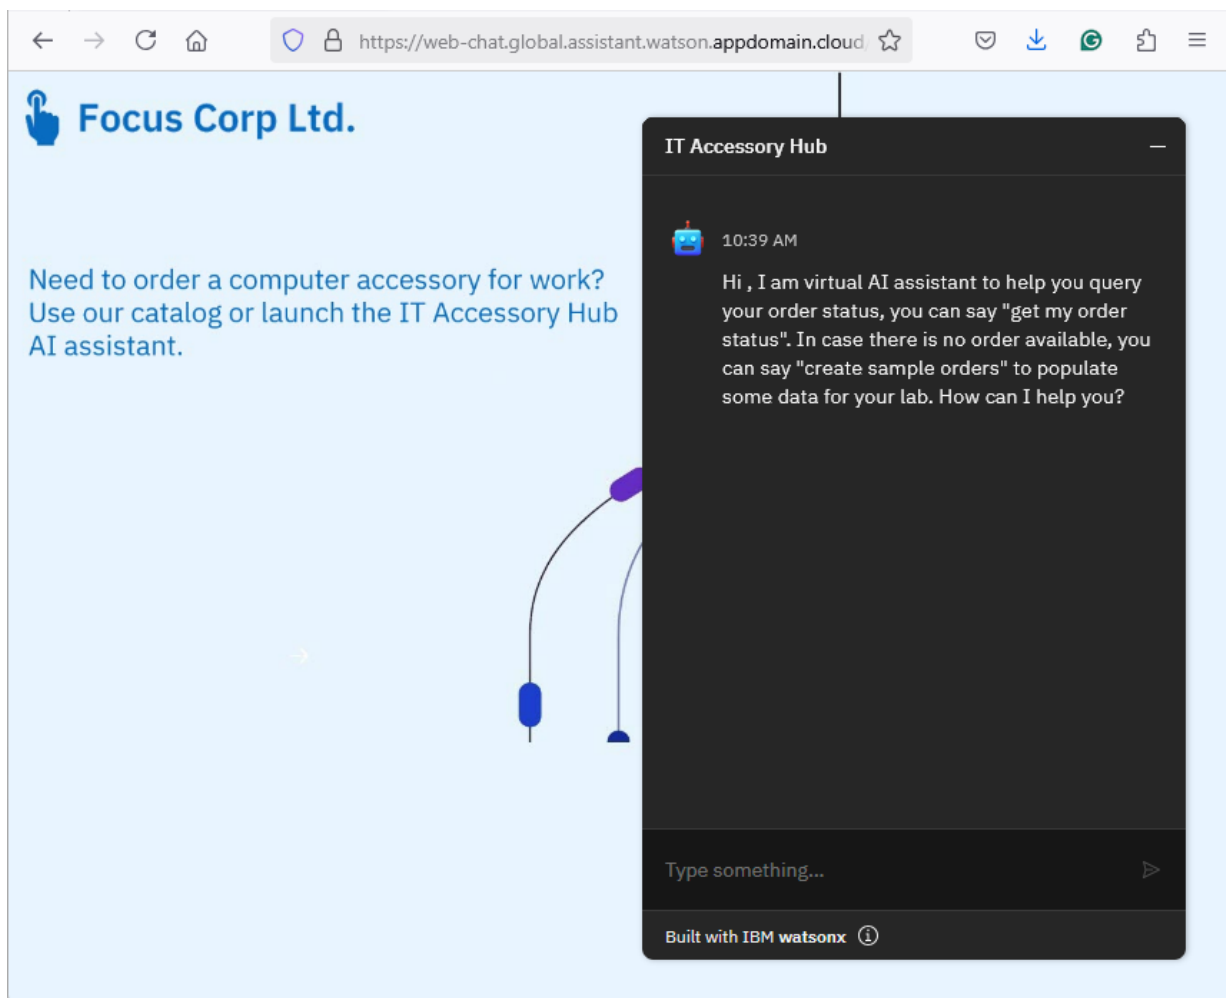 https://web-chat.global.assistant.watson.appdomain.cloud/
Focus Corp Ltd.
Need to order a computer accessory for work?
Use our catalog or launch the IT Accessory Hub
AI assistant.
IT Accessory Hub
10:39 AM
Hi , I am virtual AI assistant to help you query
your order status, you can say "get my order
status". In case there is no order available, you
can say "create sample orders" to populate
some data for your lab. How can I help you?
Type something...
Built with IBM watsonx